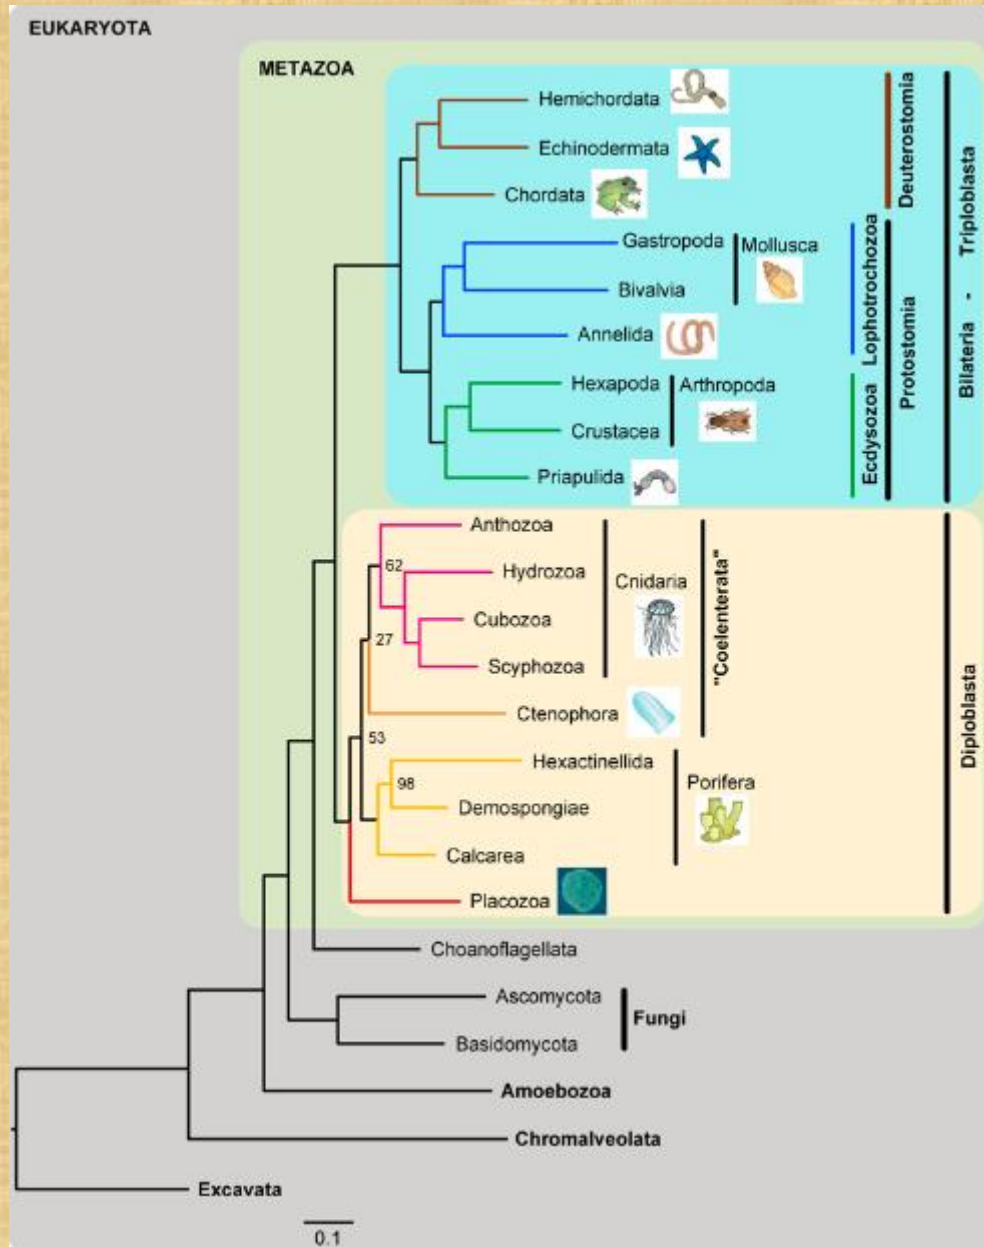 EUKARYOTA
METAZOA
Hemichordata
Echinodermata
Chordata
Gastropoda
Mollusca
Bivalvia
Annelida
Hexapoda
Arthropoda
Crustacea
Priapulida
Deuterostomia
Lophotrochozoa
Protostomia
Ecdysozoa
Bilateria - Triploblasta
Anthozoa
62
Hydrozoa
Cnidaria
Cubozoa
27
Scyphozoa
"Coelenterata"
Ctenophora
53
Hexactinellida
98
Porifera
Demospongiae
Calcarea
Placozoa
Diploblasta
Choanoflagellata
Ascomycota
Fungi
Basidomycota
Amoebozoa
Chromalveolata
Excavata
0.1